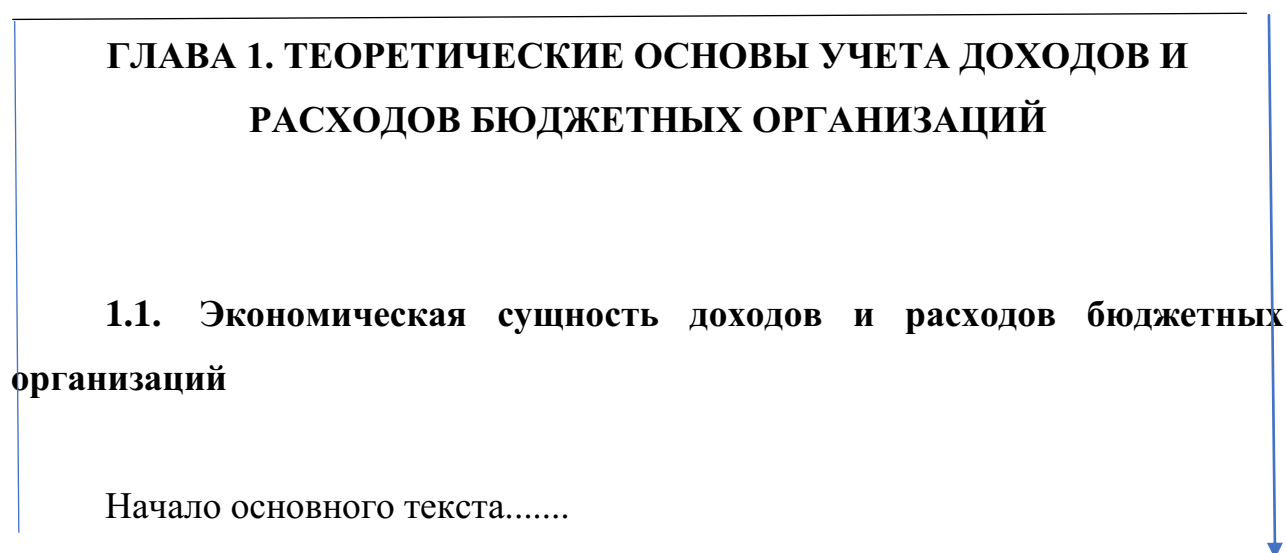 ГЛАВА 1. ТЕОРЕТИЧЕСКИЕ ОСНОВЫ УЧЕТА ДОХОДОВ И
РАСХОДОВ БЮДЖЕТНЫХ ОРГАНИЗАЦИЙ
1.1. Экономическая сущность доходов и расходов бюджетных
организаций
Начало основного текста.......